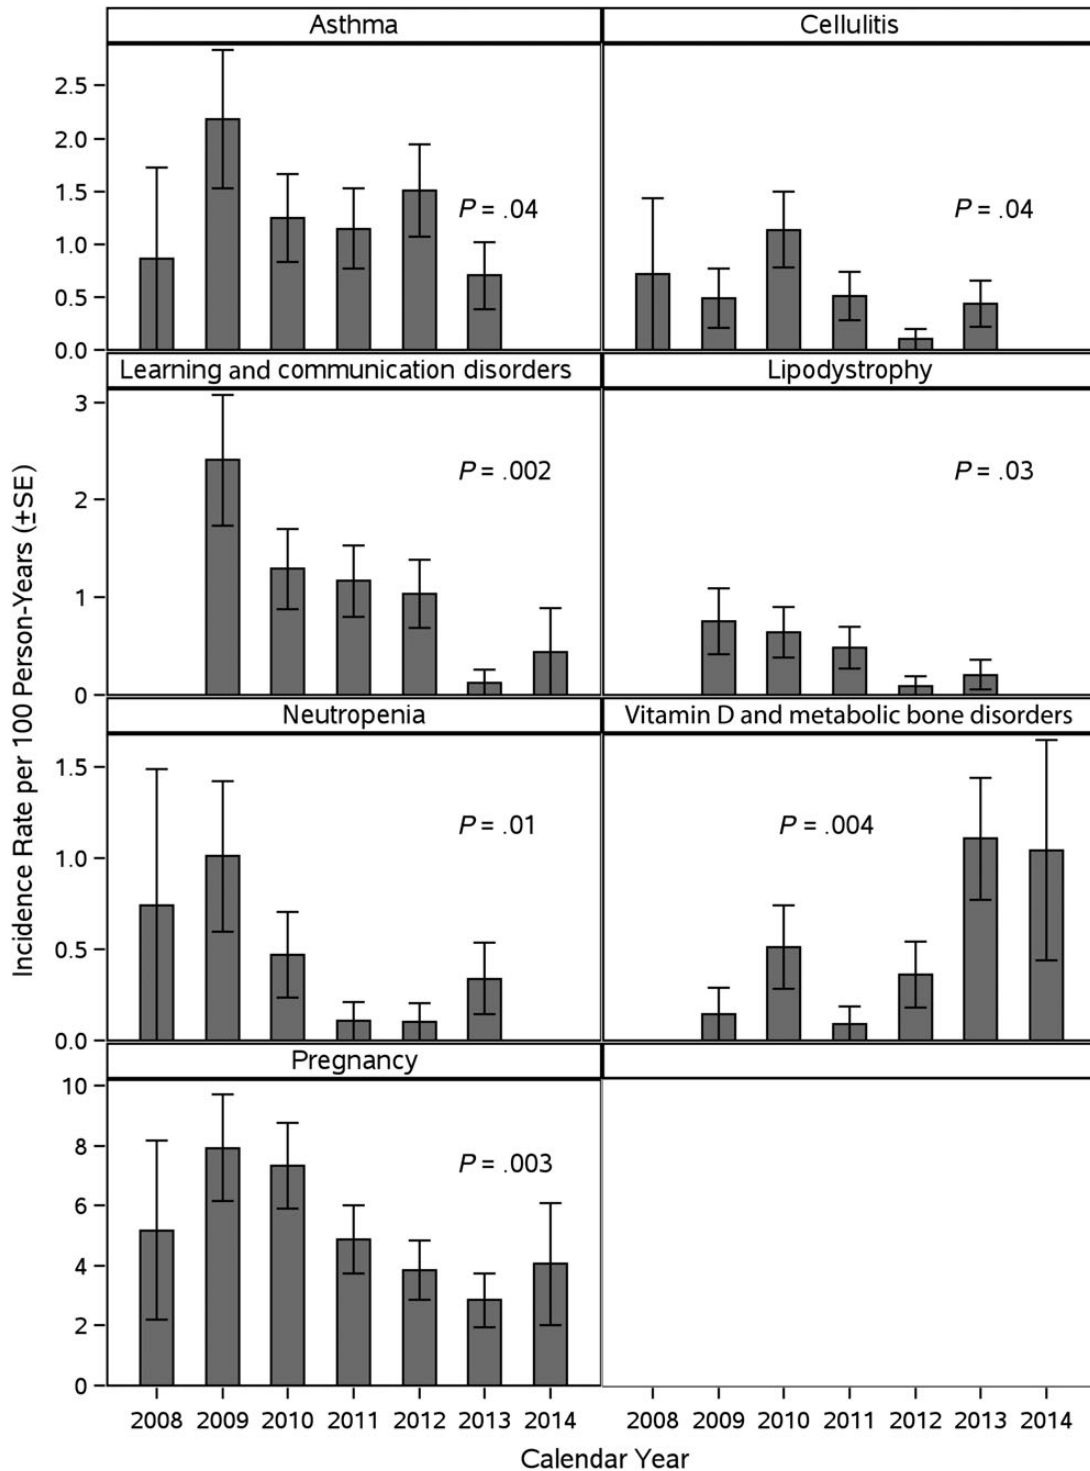 Asthma
Cellulitis
2.5
2.0
1.5
1.0
0.5
0.0
P = .04
P = .04
Learning and communication disorders
Lipodystrophy
3
2
1
0
P = .002
P = .03
Neutropenia
Vitamin D and metabolic bone disorders
1.5
1.0
0.5
0.0
P = .01
P = .004
Pregnancy
10
8
6
4
2
0
P = .003
Incidence Rate per 100 Person-Years (±SE)
2008 2009 2010 2011 2012 2013 2014
2008 2009 2010 2011 2012 2013 2014
Calendar Year